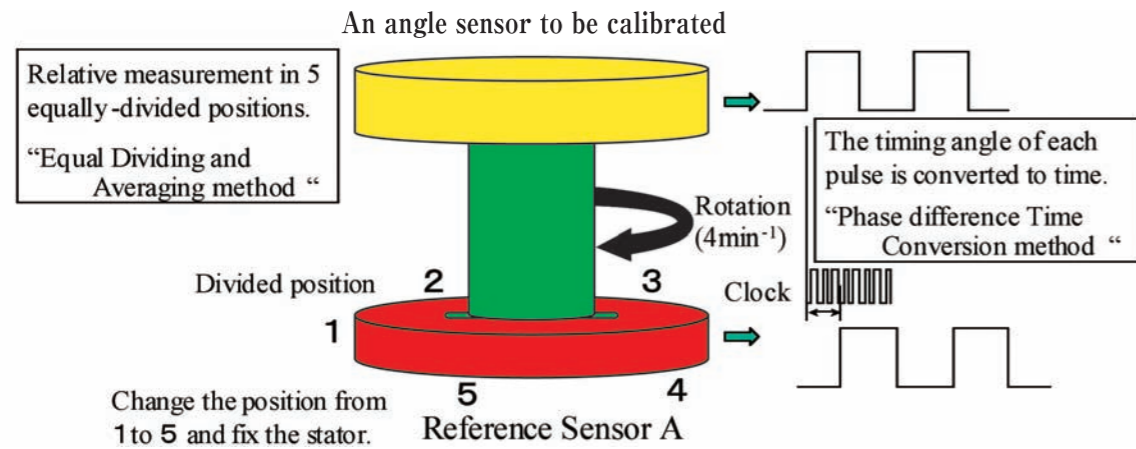 An angle sensor to be calibrated
Relative measurement in 5
equally-divided positions.
“Equal Dividing and
Averaging method “
The timing angle of each
pulse is converted to time.
“Phase difference Time
Conversion method “
Rotation
(4min⁻¹)
Divided position
2
3
Clock
1
5
4
Change the position from
1 to 5 and fix the stator.
Reference Sensor A